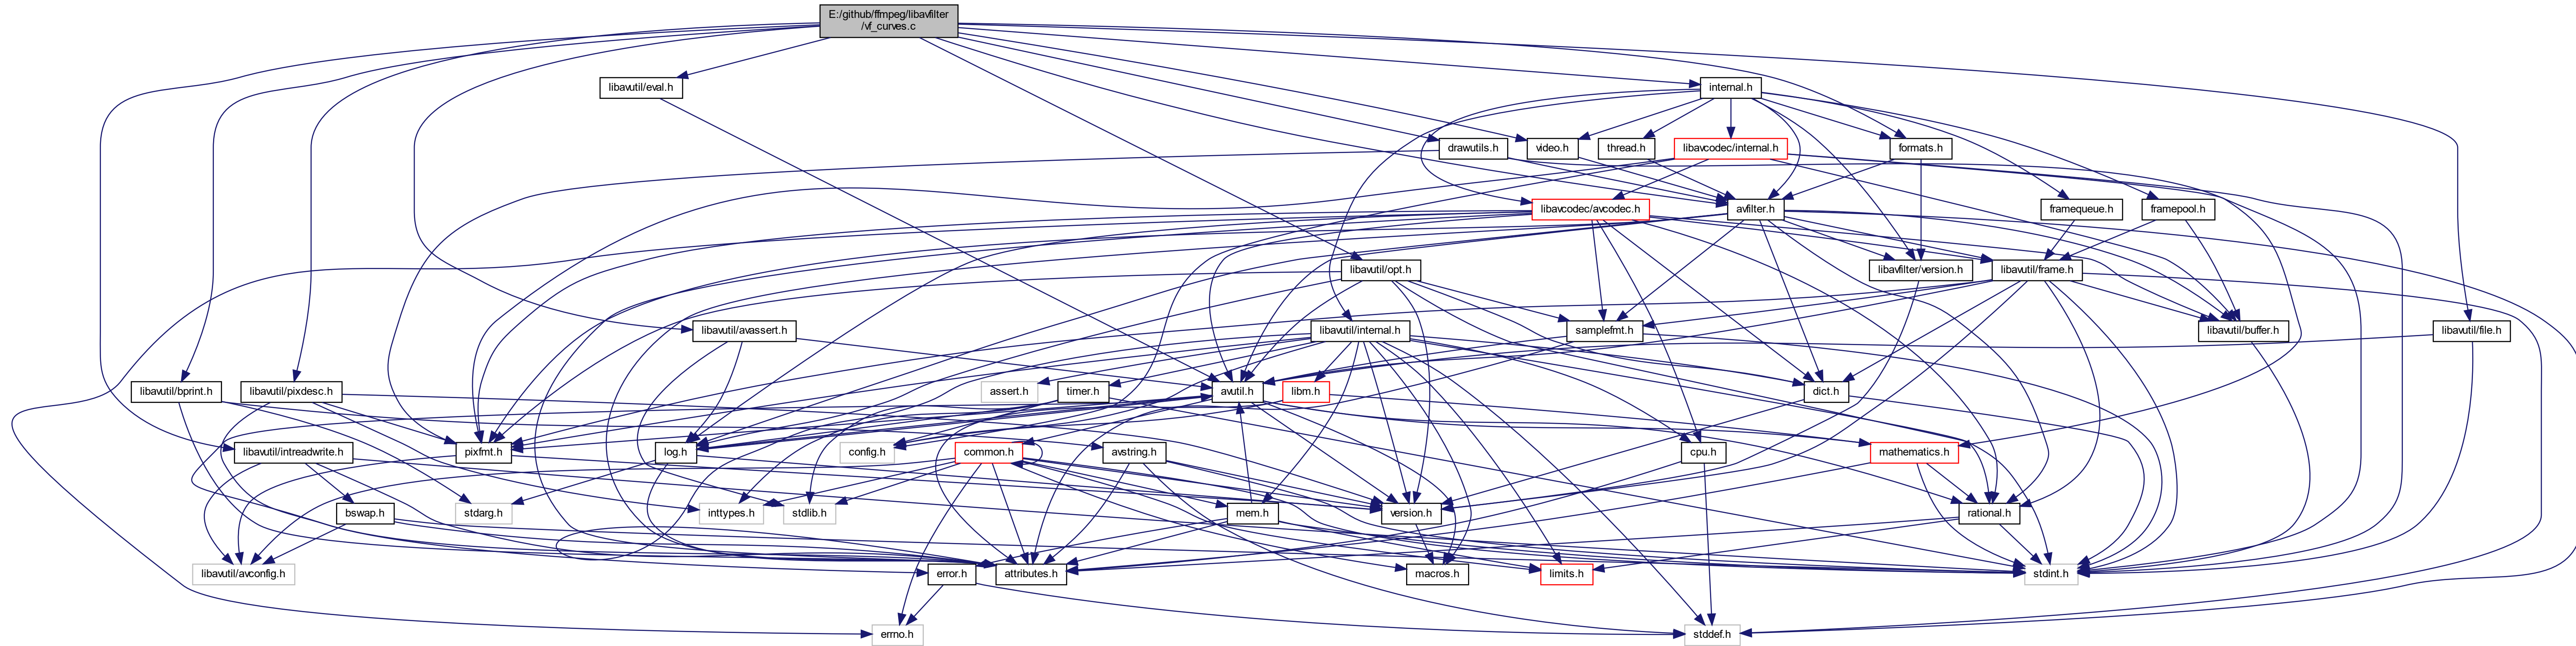 E:/github/ffmpeg/libavfilter
/vf_curves.c
libavutil/eval.h
internal.h
drawutils.h
video.h
thread.h
libavcodec/internal.h
formats.h
libavcodec/avcodec.h
avfilter.h
framequeue.h
framepool.h
libavutil/opt.h
libavfilter/version.h
libavutil/frame.h
libavutil/avassert.h
libavutil/internal.h
samplefmt.h
libavutil/buffer.h
libavutil/file.h
libavutil/bprint.h
libavutil/pixdesc.h
assert.h
timer.h
avutil.h
libm.h
dict.h
libavutil/intreadwrite.h
pixfmt.h
log.h
config.h
common.h
avstring.h
cpu.h
mathematics.h
bswap.h
stdarg.h
inttypes.h
stdlib.h
mem.h
version.h
rational.h
libavutil/avconfig.h
error.h
attributes.h
macros.h
limits.h
stdint.h
errno.h
stddef.h